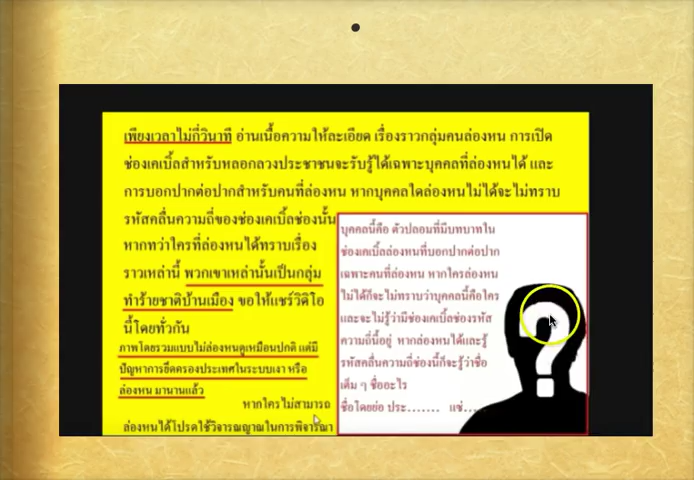 เพียงเวลาไม่กี่วินาที อ่านเนื้อความให้ละเอียด เรื่องราวกลุ่มคนล่องหน การเปิด
ช่องเคเบิ้ลสำหรับหลอกลวงประชาชนจะรับรู้ได้เฉพาะบุคคลที่ล่องหนได้ และ
การบอกปากต่อปากสำหรับคนที่ล่องหน หากบุคคลใดล่องหนไม่ได้จะไม่ทราบ
รหัสคลื่นความถี่ของช่องเคเบิ้ลช่องนั้น
หากทว่าใครที่ล่องหนได้ทราบเรื่อง
ราวเหล่านี้ พวกเขาเหล่านั้นเป็นกลุ่ม
ทำร้ายชาติบ้านเมือง ขอให้แชร์วิดิโอ
นี้โดยทั่วกัน
ภาพโดยรวมแบบไม่ล่องหนดูเหมือนปกติ แต่มี
ปัญหาการยึดครองประเทศในระบบเงา หรือ
ล่องหน มานานแล้ว
หากใครไม่สามารถ
ล่องหนได้โปรดใช้วิจารณญาณในการพิจารณา
บุคคลนี้คือ ตัวปลอมที่มีบทบาทใน
ช่องเคเบิ้ลล่องหนที่บอกปากต่อปาก
เฉพาะคนที่ล่องหน หากใครล่องหน
ไม่ได้ก็จะไม่ทราบว่าบุคคลนี้คือใคร
และจะไม่รู้ว่ามีช่องเคเบิ้ลช่องรหัส
ความถี่นี้อยู่ หากล่องหนได้และรู้
รหัสคลื่นความถี่ช่องนี้ก็จะรู้ว่าชื่อ
เต็ม ๆ ชื่ออะไร
ชื่อโดยย่อ ประ....... แซ่.....
?